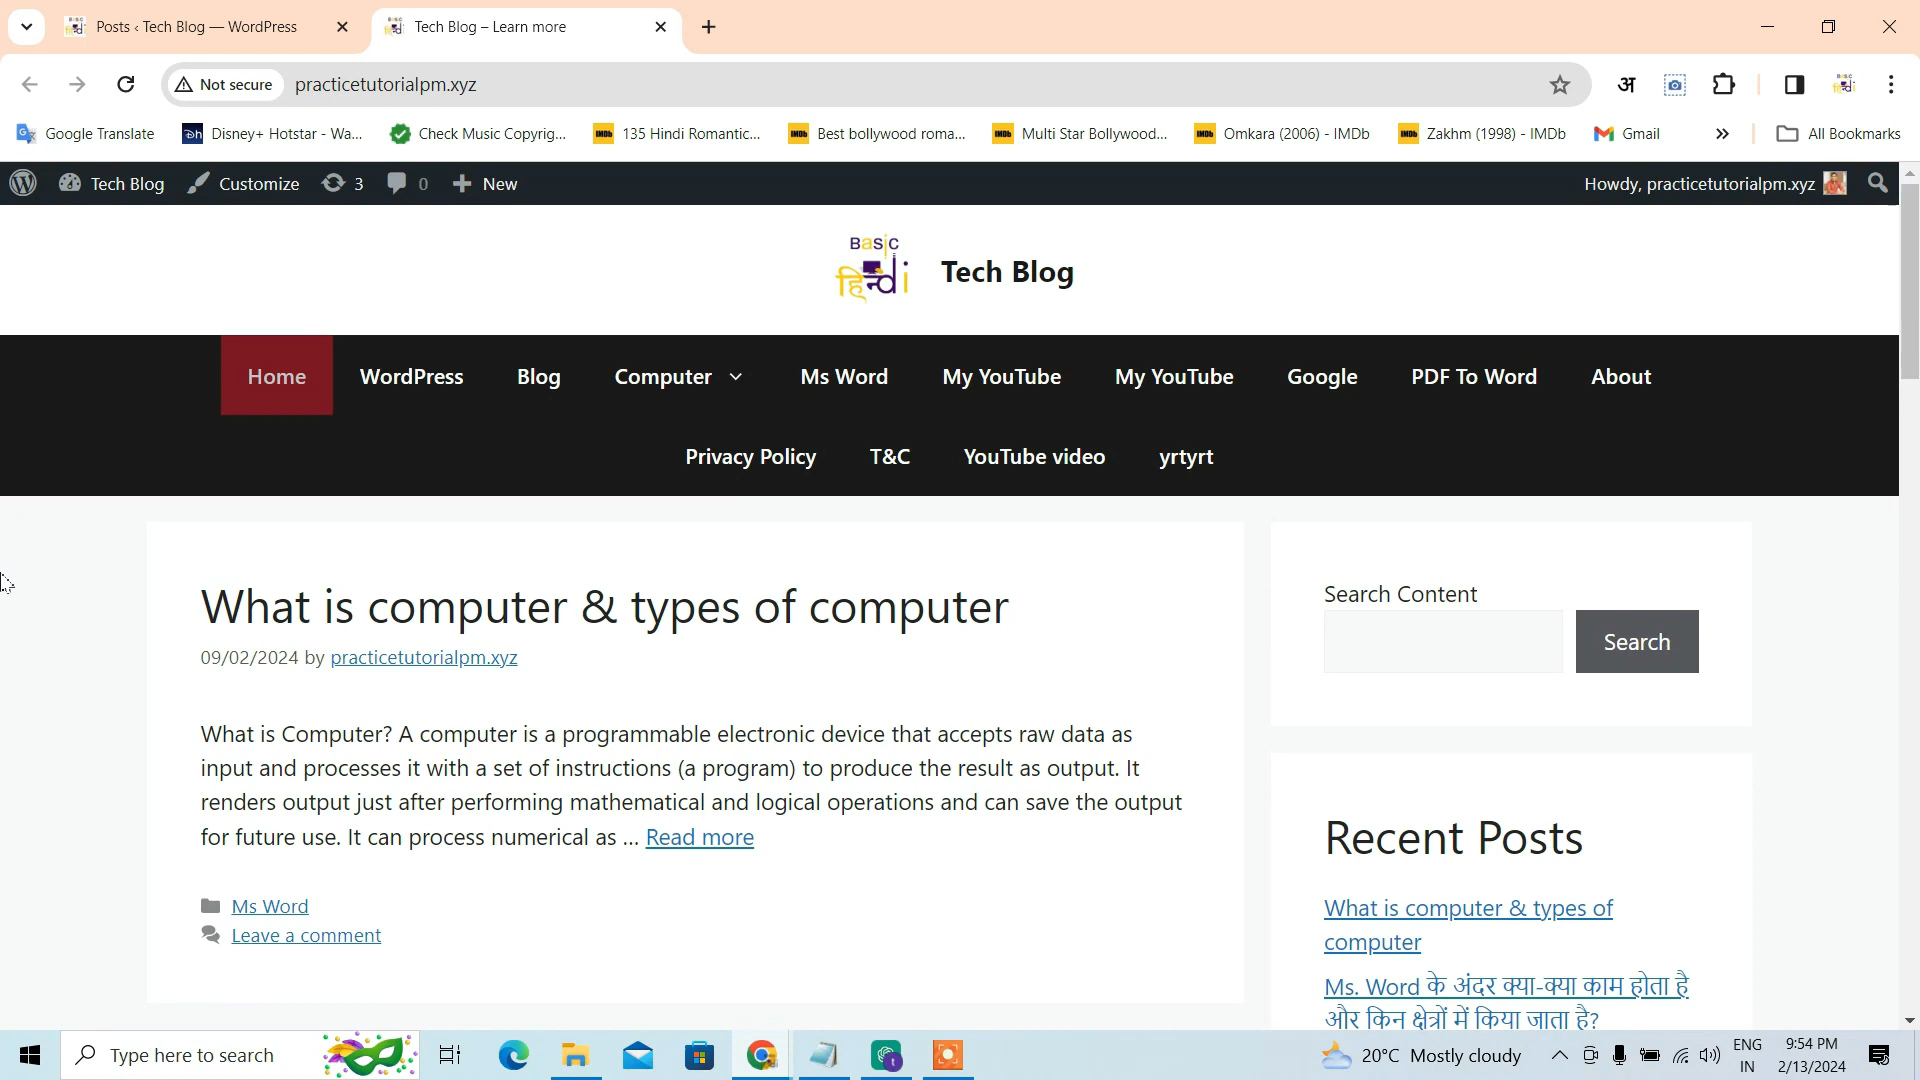 Posts ‹ Tech Blog — WordPress
Tech Blog – Learn more
Not secure
practicetutorialpm.xyz
अ
Google Translate
Disney+ Hotstar - Wa...
Check Music Copyrig...
135 Hindi Romantic...
Best bollywood roma...
Multi Star Bollywood...
Omkara (2006) - IMDb
Zakhm (1998) - IMDb
Gmail
All Bookmarks
Tech Blog
Customize
3
0
New
Howdy, practicetutorialpm.xyz
Basic
हिन्दी
Tech Blog
Home
WordPress
Blog
Computer
Ms Word
My YouTube
My YouTube
Google
PDF To Word
About
Privacy Policy
T&C
YouTube video
yrtyrt
What is computer & types of computer
09/02/2024 by practicetutorialpm.xyz
What is Computer? A computer is a programmable electronic device that accepts raw data as
input and processes it with a set of instructions (a program) to produce the result as output. It
renders output just after performing mathematical and logical operations and can save the output
for future use. It can process numerical as ... Read more
Ms Word
Leave a comment
Search Content
Search
Recent Posts
What is computer & types of
computer
Ms. Word के अंदर क्या-क्या काम होता है
और किन क्षेत्रों में किया जाता है?
Type here to search
20°C Mostly cloudy
ENG
IN
9:54 PM
2/13/2024